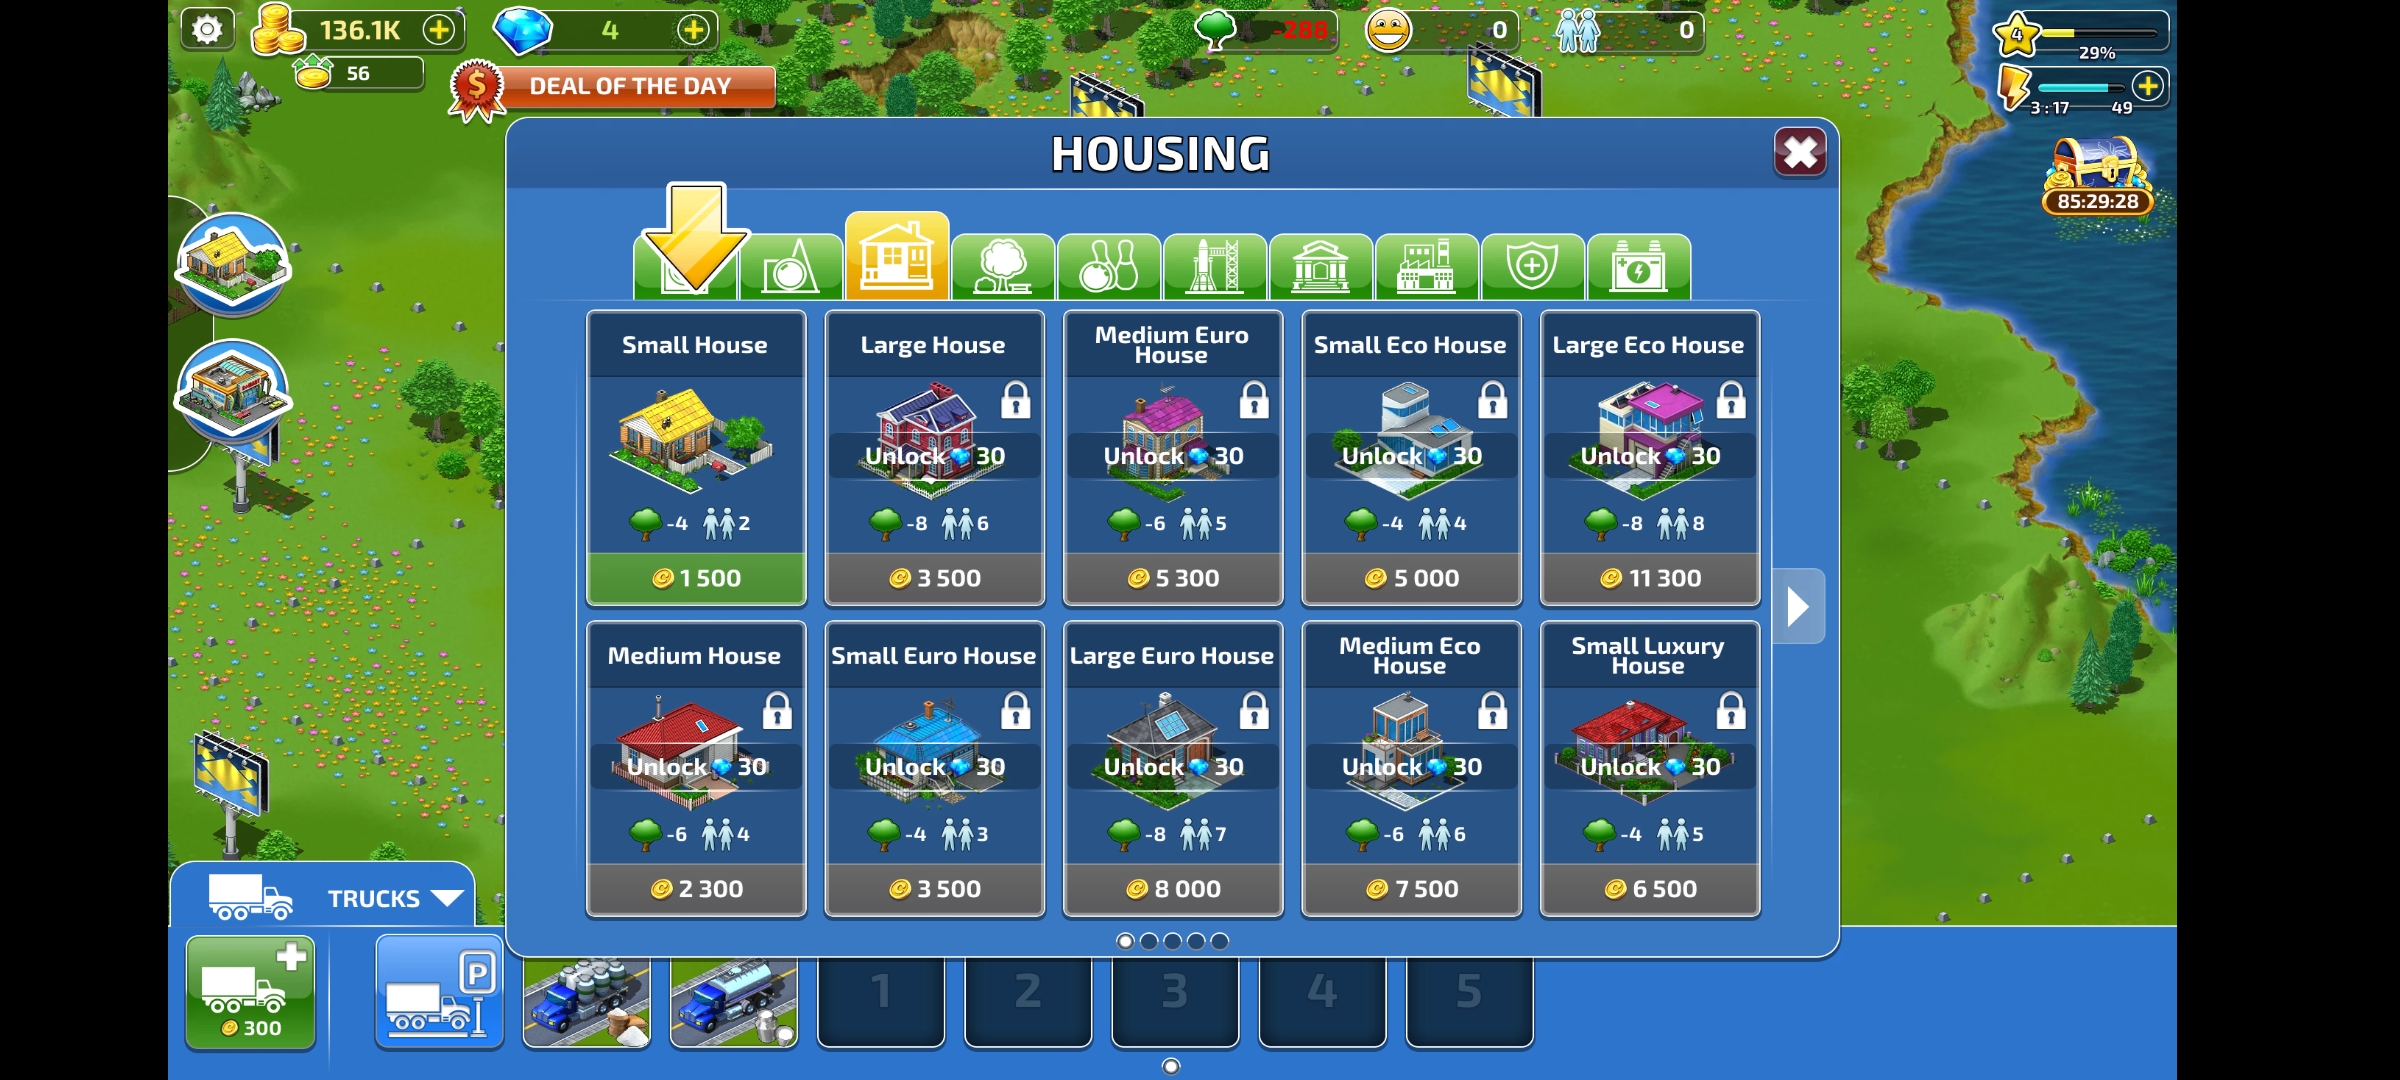 136.1K
4
-288
0
0
4
29%
56
DEAL OF THE DAY
3:17
49
HOUSING
85:29:28
Small House
Large House
Medium Euro
House
Small Eco House
Large Eco House
Unlock 30
Unlock 30
Unlock 30
Unlock 30
-4 2
-8 6
-6 5
-4 4
-8 8
1 500
3 500
5 300
5 000
11 300
Medium House
Small Euro House
Large Euro House
Medium Eco
House
Small Luxury
House
Unlock 30
Unlock 30
Unlock 30
Unlock 30
Unlock 30
-6 4
-4 3
-8 7
-6 6
-4 5
2 300
3 500
8 000
7 500
6 500
TRUCKS
300
P
1
2
3
4
5